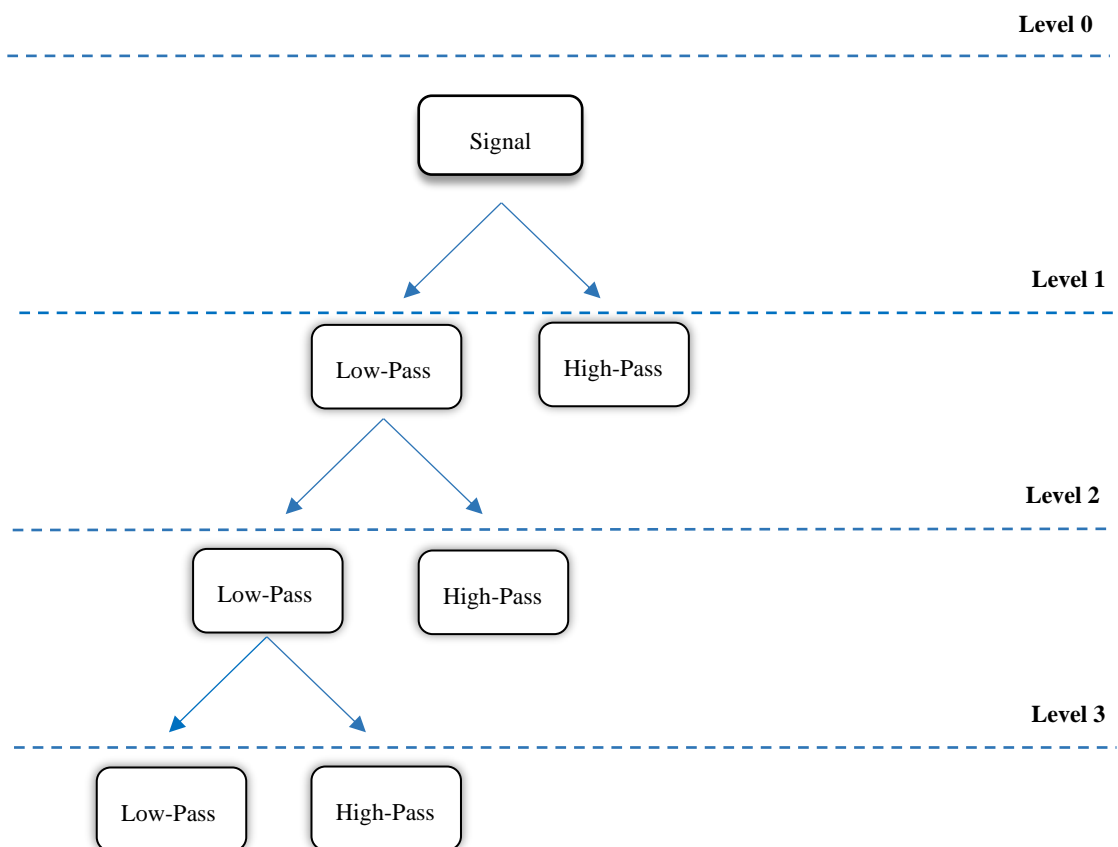 Level 0
Signal
Level 1
Low-Pass
High-Pass
Level 2
Low-Pass
High-Pass
Level 3
Low-Pass
High-Pass